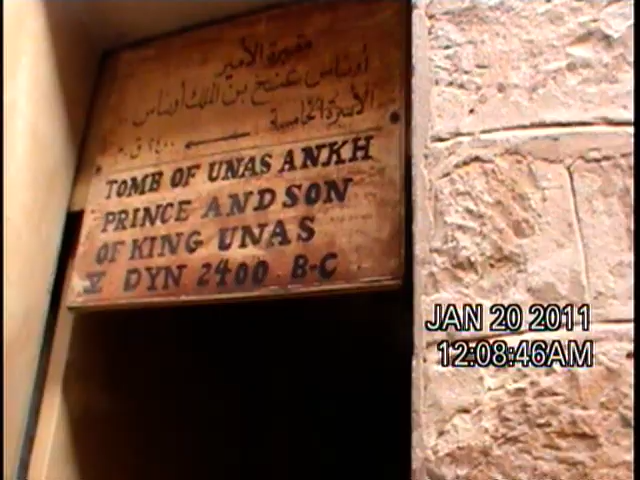 مقبرة الأمير
أوناس عنخ بن الملك أوناس
الأسرة الخامسة
٢٤٠٠ ق.م
TOMB OF UNAS ANKH
PRINCE AND SON
OF KING UNAS
V DYN 2400 B-C
JAN 20 2011
12:08:46AM